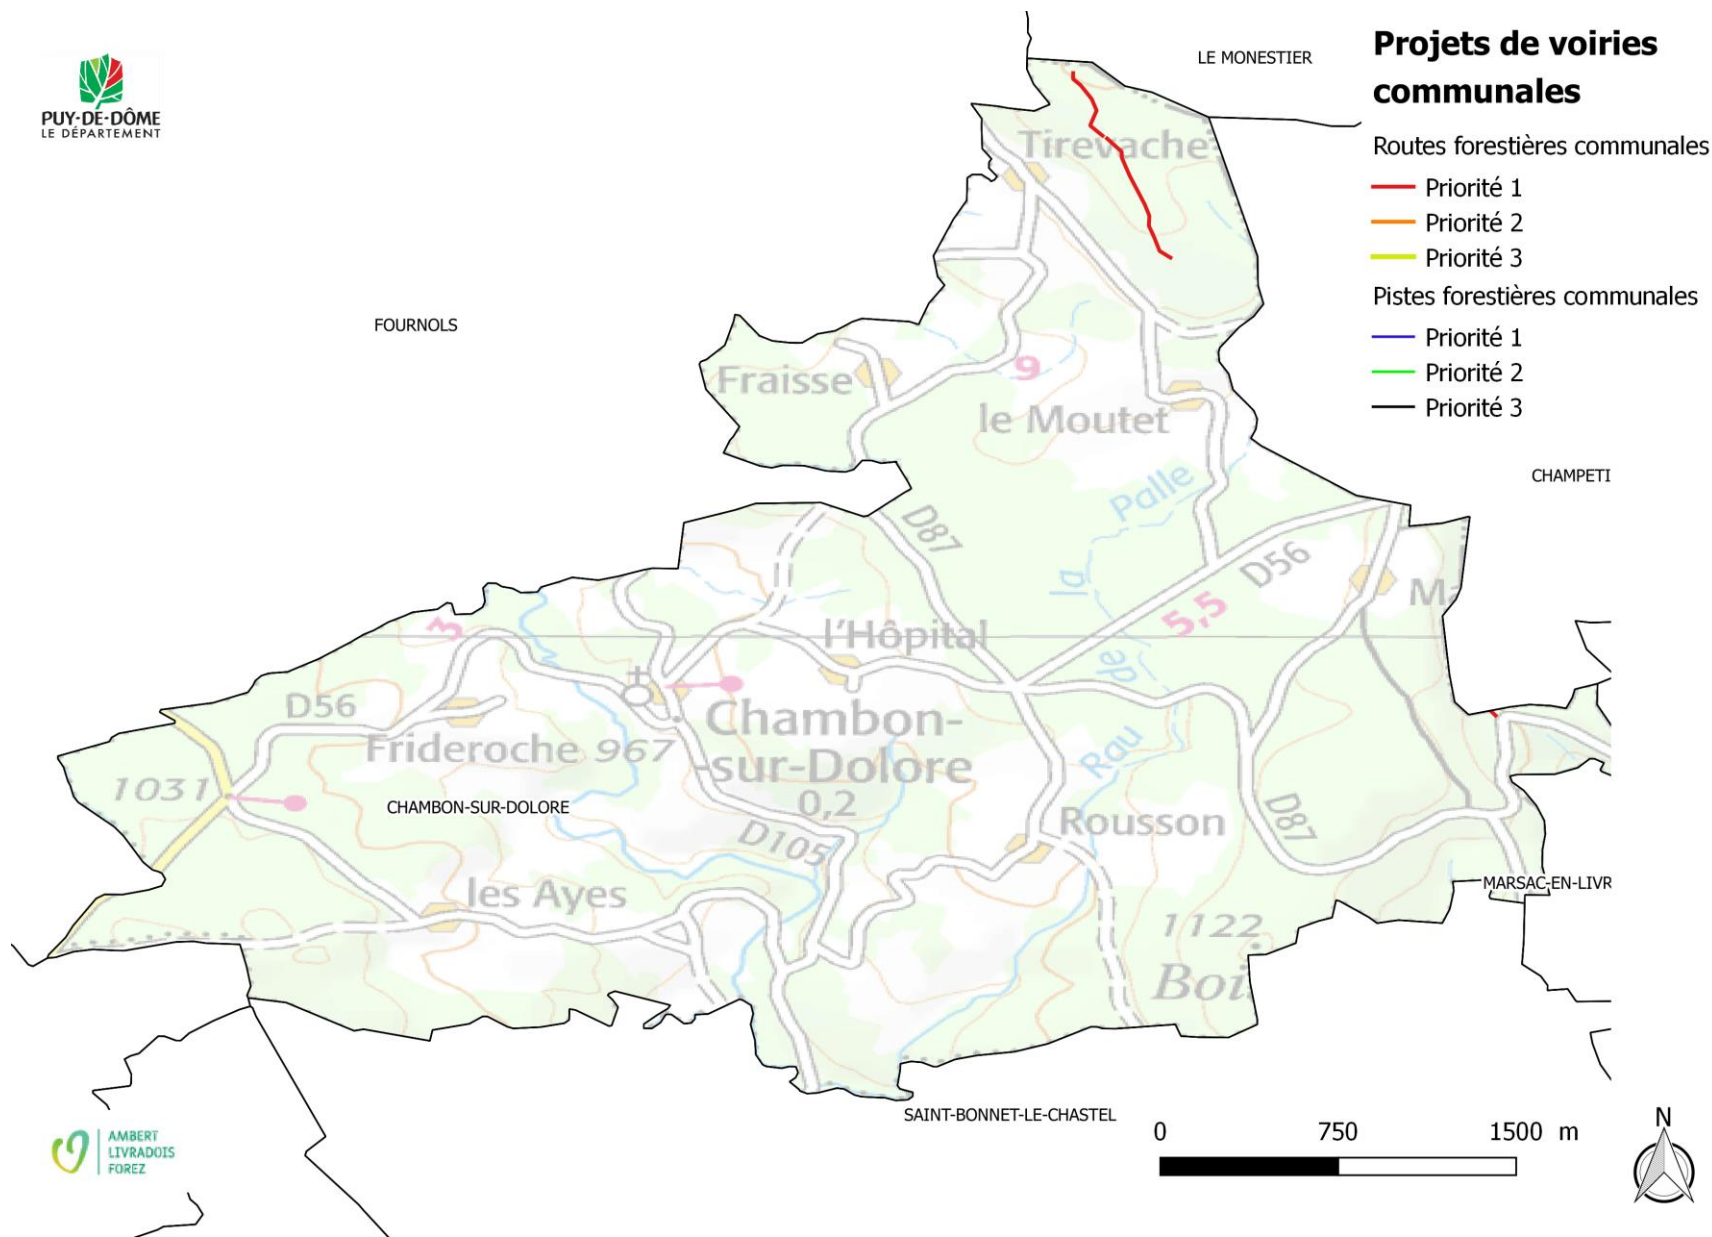 PUY-DE-DÔME
LE DÉPARTEMENT
LE MONESTIER
Projets de voiries
communales
Routes forestières communales
Priorité 1
Priorité 2
Priorité 3
Pistes forestières communales
Priorité 1
Priorité 2
Priorité 3
Tirevache
FOURNOLS
Fraisse
9
le Moutet
CHAMPETI
Palle
la
de
Rau
D87
D56
5,5
Ma
3
l'Hôpital
D56
Frideroche
967
Chambon-
-sur-Dolore
0,2
1031
CHAMBON-SUR-DOLORE
D105
Rousson
D87
les Ayes
MARSAC-EN-LIVR
1122
Boi
SAINT-BONNET-LE-CHASTEL
AMBERT
LIVRADOIS
FOREZ
0 750 1500 m
N